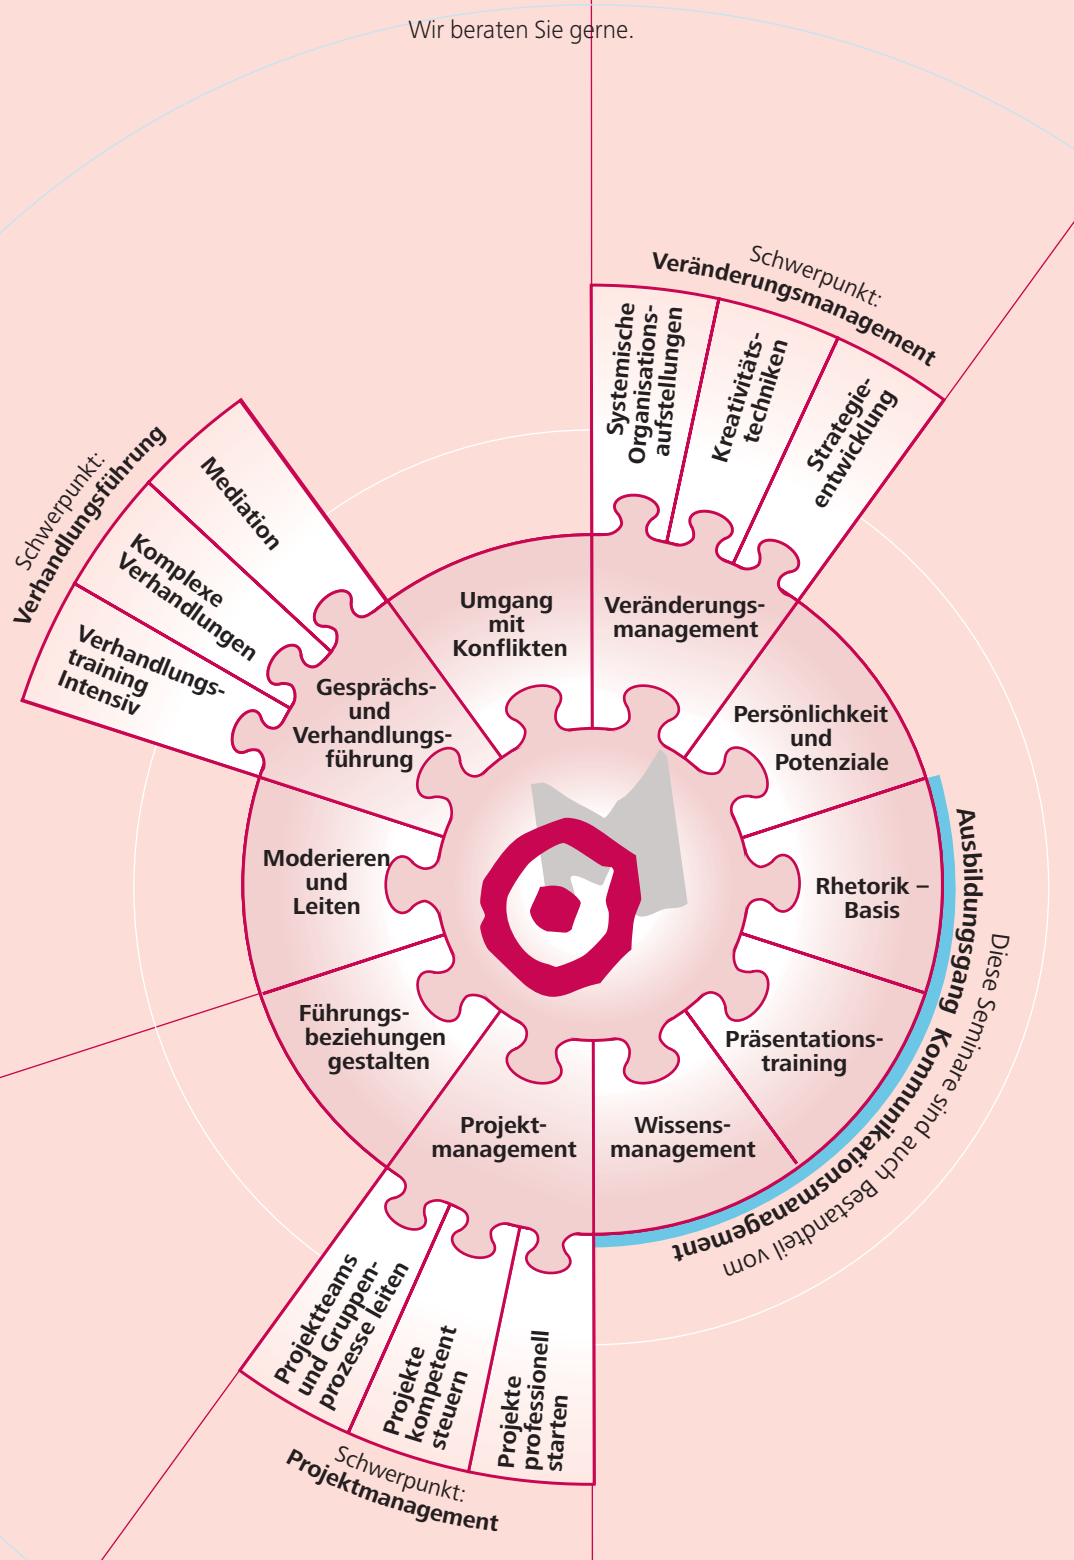 Wir beraten Sie gerne.
Schwerpunkt:
Veränderungsmanagement
Systemische
Organisations-
aufstellungen
Kreativitäts-
techniken
Strategie-
entwicklung
Schwerpunkt:
Verhandlungsführung
Mediation
Komplexe
Verhandlungen
Verhandlungs-
training
Intensiv
Umgang
mit
Konflikten
Veränderungs-
management
Gesprächs-
und
Verhandlungs-
führung
Persönlichkeit
und
Potenziale
Moderieren
und
Leiten
Rhetorik –
Basis
Führungs-
beziehungen
gestalten
Präsentations-
training
Projekt-
management
Wissens-
management
Diese Seminare sind auch Bestandteil vom
Ausbildungsgang Kommunikationsmanagement
Projektteams
und Gruppen-
prozesse leiten
Projekte
kompetent
steuern
Projekte
professionell
starten
Schwerpunkt:
Projektmanagement